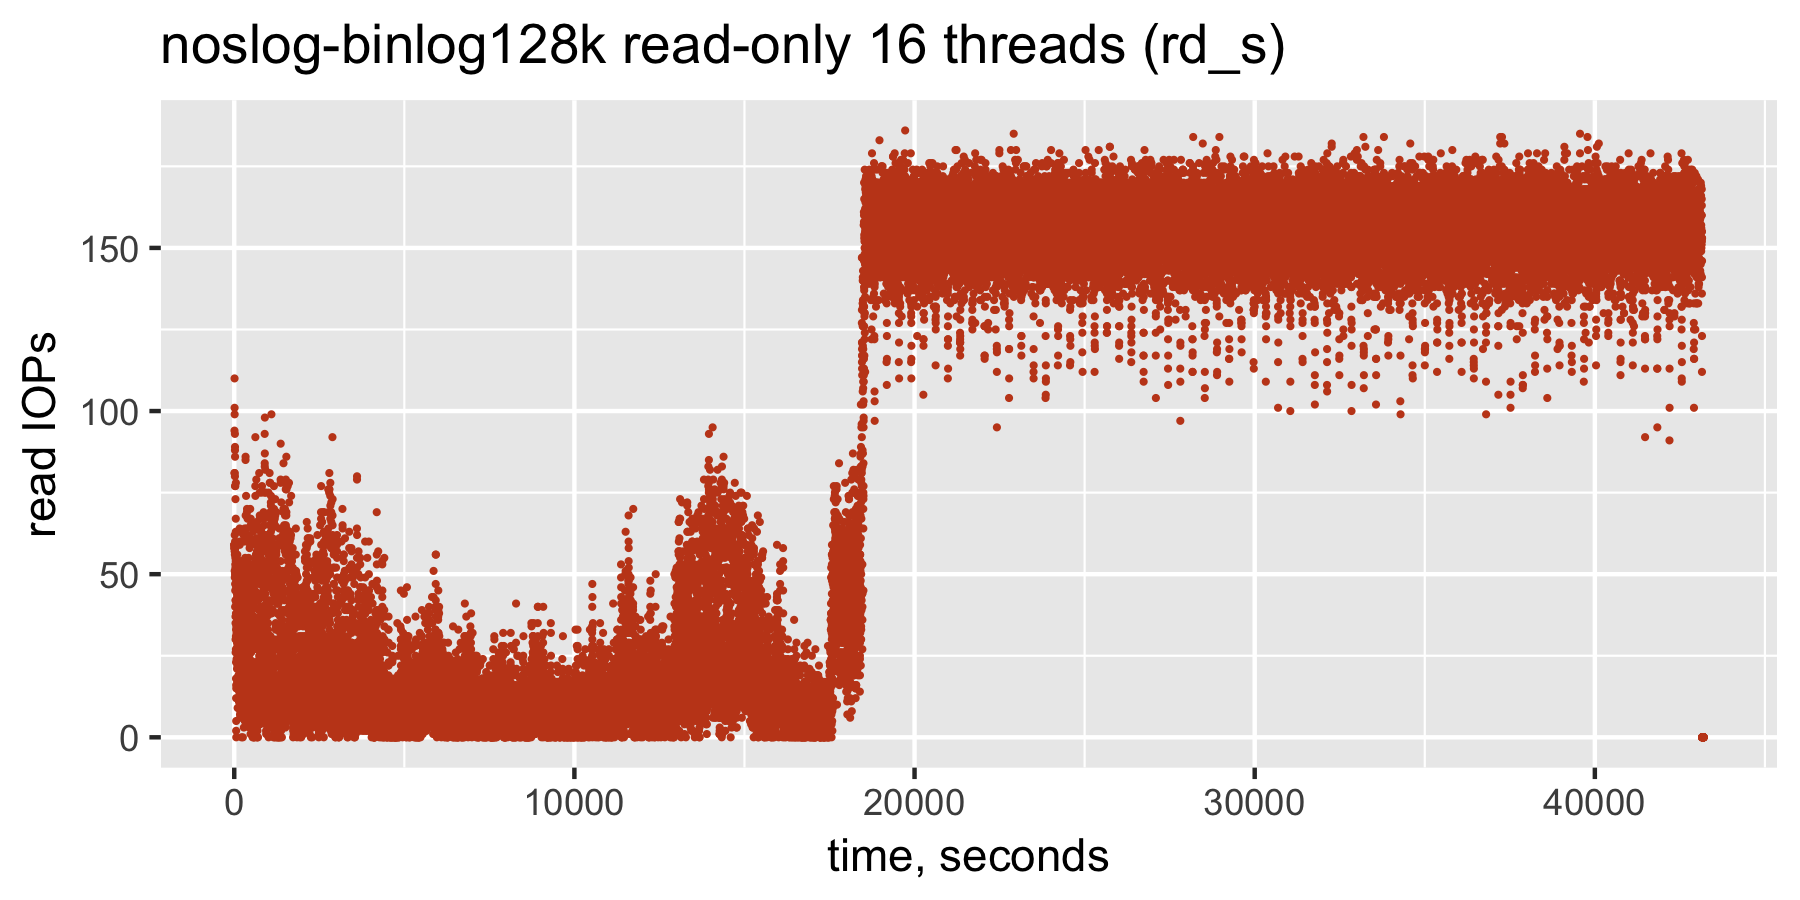 noslog-binlog128k read-only 16 threads (rd_s)
read IOPs
150
100
50
0
0 10000 20000 30000 40000
time, seconds